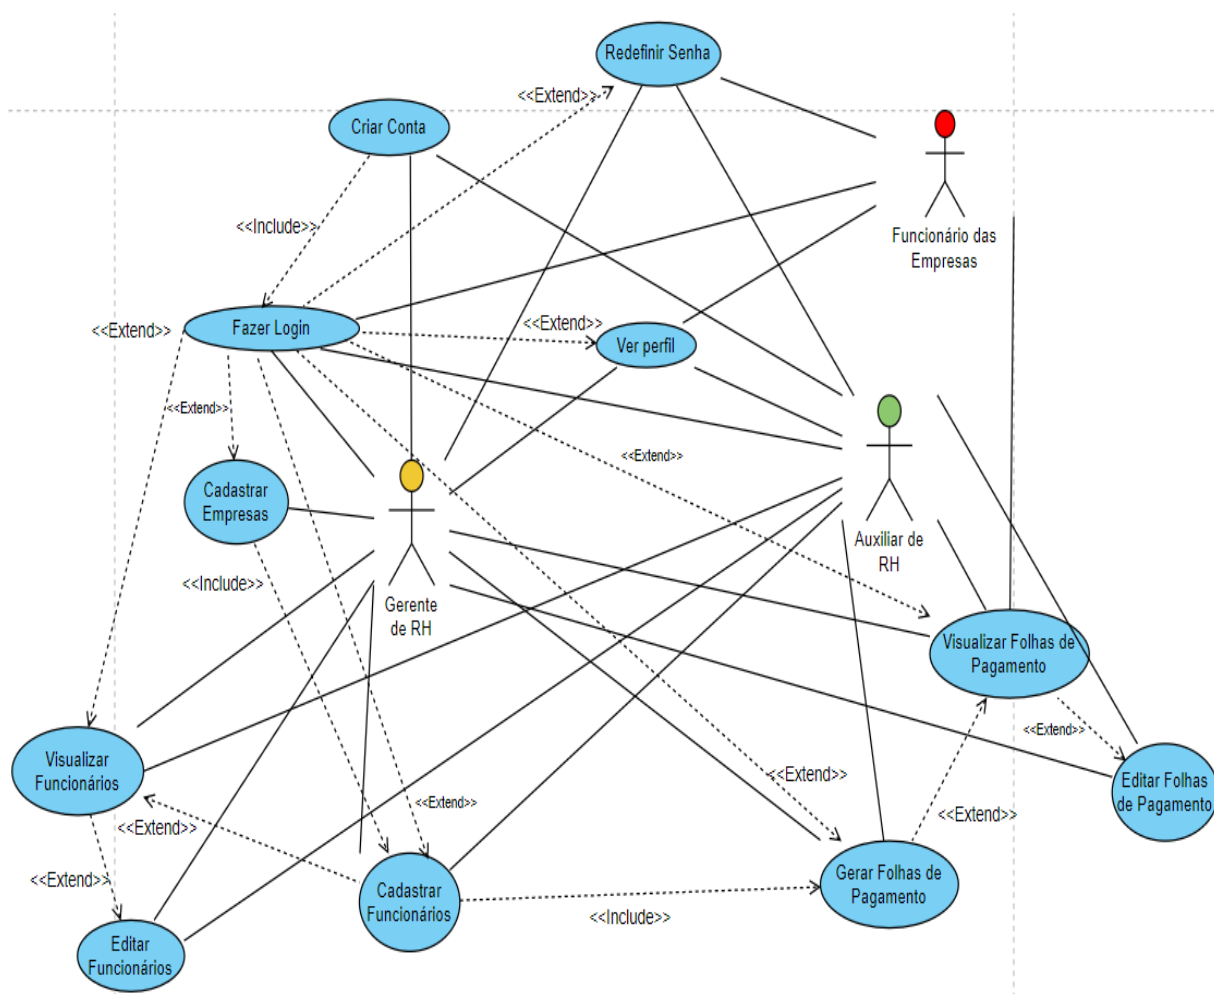 Redefinir Senha
<<Extend>>
Criar Conta
<<Include>>
Funcionário das
Empresas
Fazer Login
<<Extend>>
<<Extend>>
Ver perfil
<<Extend>>
<<Extend>>
Cadastrar
Empresas
Auxiliar de
RH
<<Include>>
Gerente
de RH
Visualizar Folhas de
Pagamento
<<Extend>>
Visualizar
Funcionários
<<Extend>>
Editar Folhas
de Pagamento
<<Extend>>
<<Extend>>
<<Extend>>
<<Extend>>
Cadastrar
Funcionários
Gerar Folhas de
Pagamento
<<Include>>
Editar
Funcionários